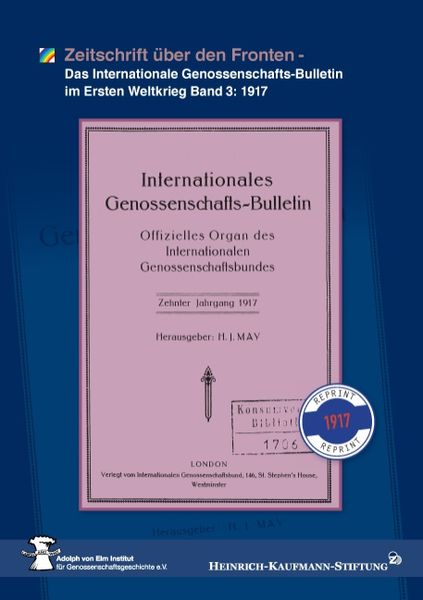 Zeitschrift über den Fronten -
Das Internationale Genossenschafts-Bulletin
im Ersten Weltkrieg Band 3: 1917
Internationales
Genossenschafts-Bulletin
Offizielles Organ des
Internationalen
Genossenschaftsbundes
Zehnter Jahrgang 1917
Herausgeber: H. J. MAY
REPRINT
1917
REPRINT
1706
LONDON
Verlegt vom Internationalen Genossenschaftsbund, 146, St. Stephen's House,
Westminster
Herausgeber: H. J. MAY
Adolph von Elm Institut
für Genossenschaftsgeschichte e.V.
HEINRICH-KAUFMANN-STIFTUNG